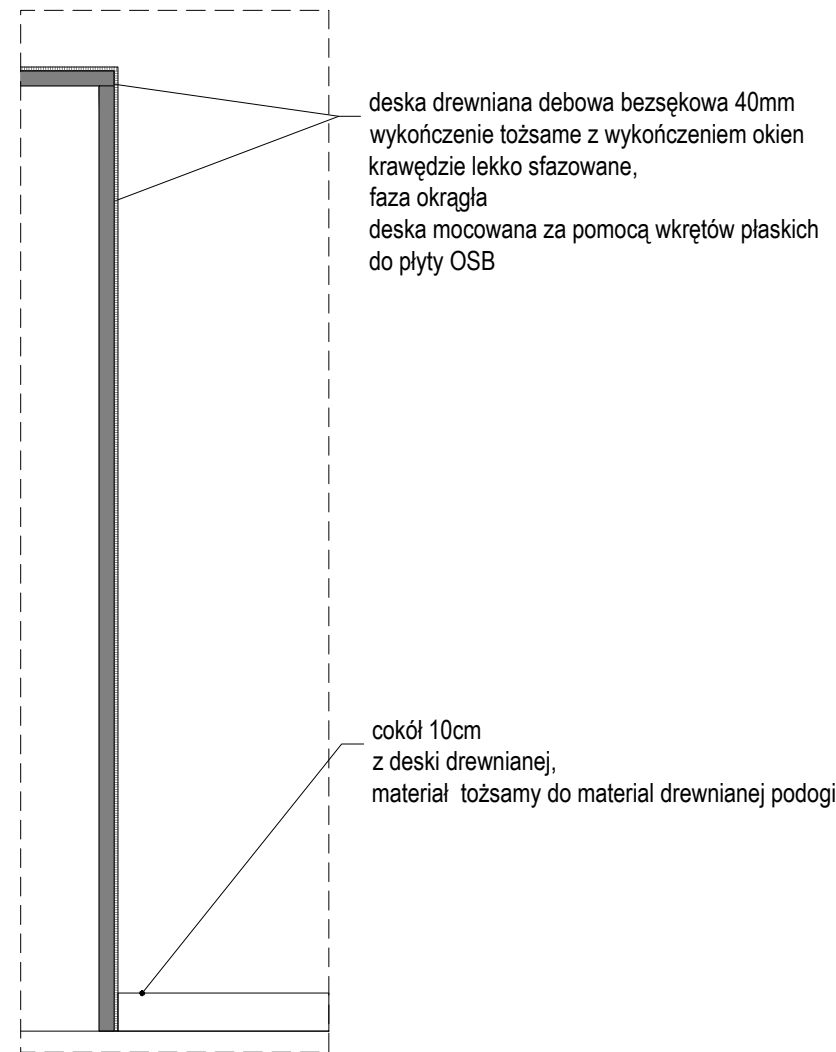 deska drewniana debowa bezsękowa 40mm
wykończenie tożsame z wykończeniem okien
krawędzie lekko sfazowane,
faza okrągła
deska mocowana za pomocą wkrętów płaskich
do płyty OSB
cokół 10cm
z deski drewnianej,
materiał tożsamy do material drewnianej podogi